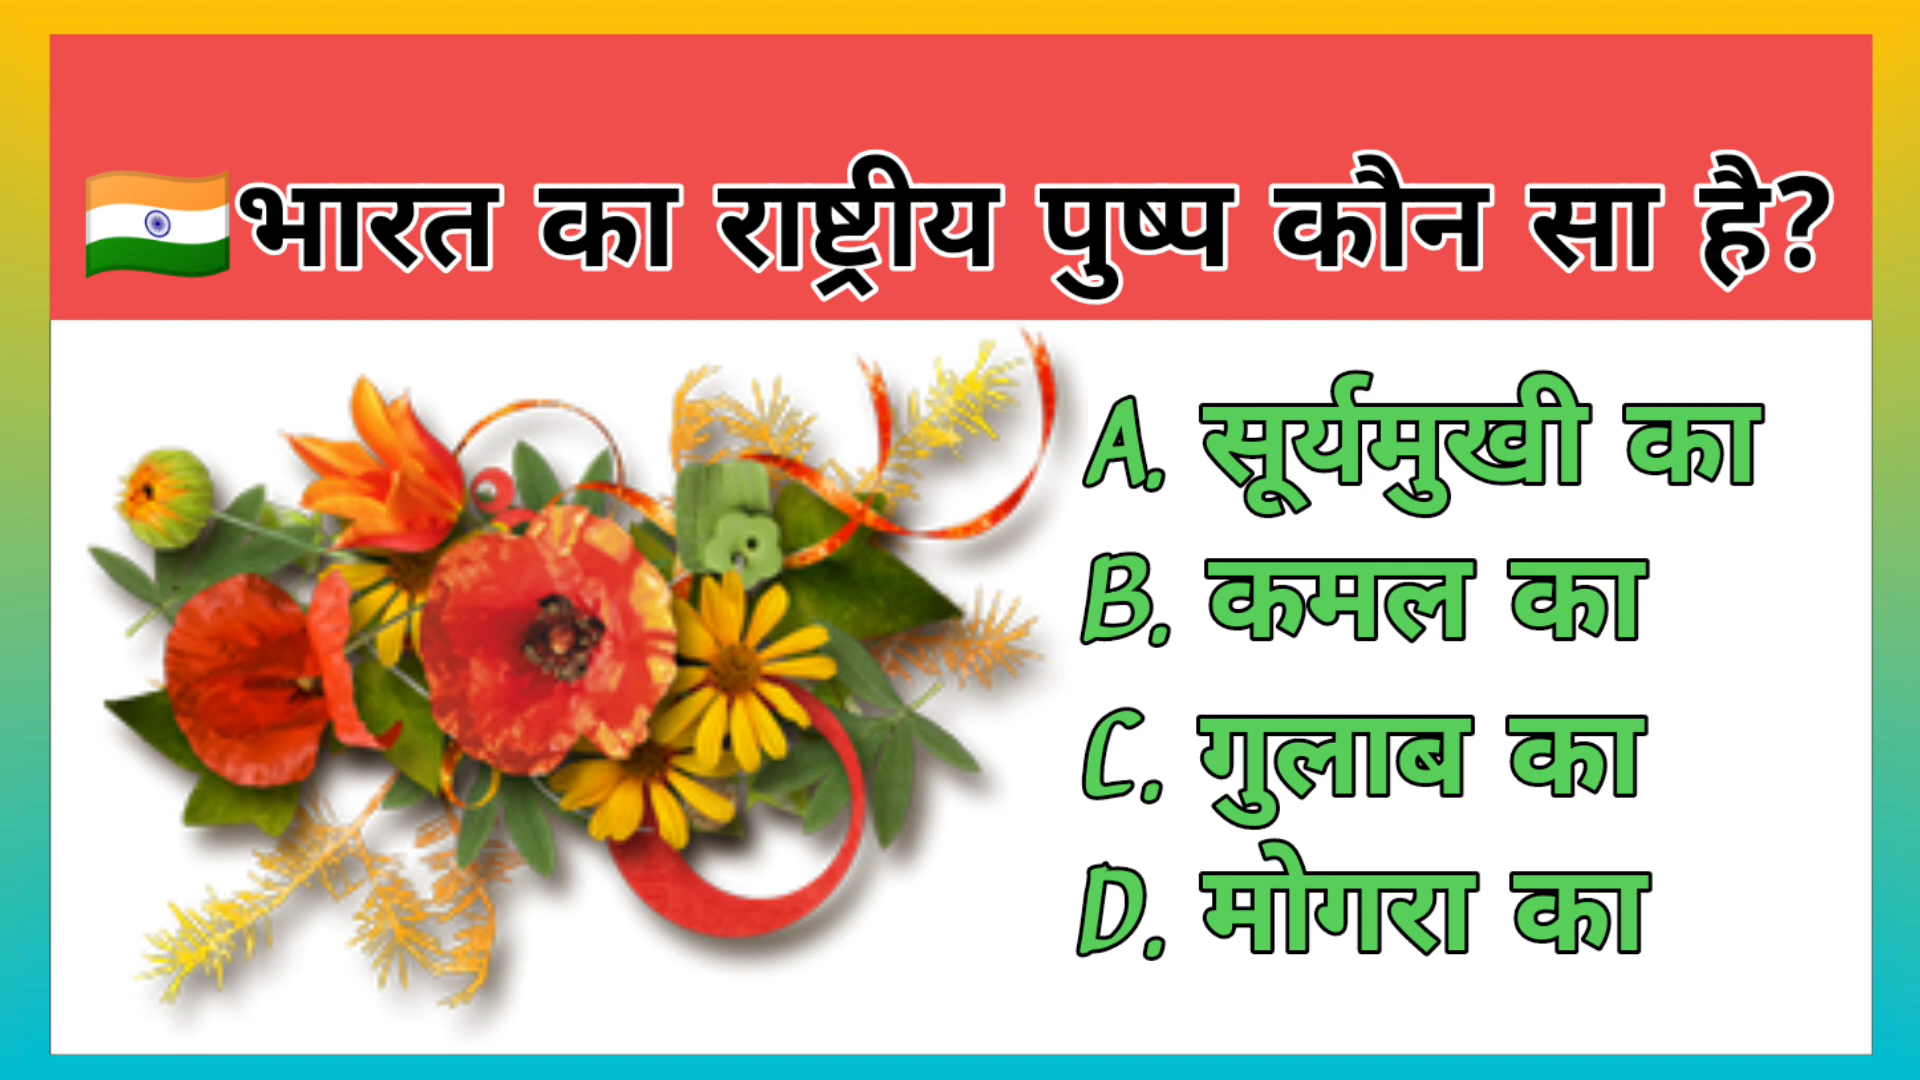 🇮🇳भारत का राष्ट्रीय पुष्प कौन सा है?
A. सूर्यमुखी का
B. कमल का
C. गुलाब का
D. मोगरा का